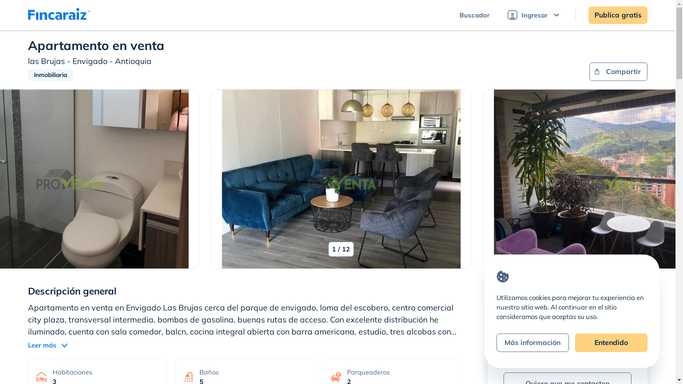 Fincaraiz
Buscador
Ingresar
Publica gratis
Apartamento en venta
las Brujas - Envigado - Antioquia
Inmobiliaria
Compartir
PROVENTA
VENTA
1 / 12
Descripción general
Apartamento en venta en Envigado Las Brujas cerca del parque de envigado, loma del escobero, centro comercial
city plaza, transversal intermedia, bombas de gasolina, buenas rutas de acceso. Con excelente distribución he
iluminado, cuenta con sala comedor, balcn, cocina integral abierta con barra americana, estudio, tres alcobas con...
Leer más
Habitaciones
3
Baños
5
Parqueaderos
2
Utilizamos cookies para mejorar tu experiencia en
nuestro sitio web. Al continuar en el sitio
consideramos que aceptas su uso.
Más información
Entendido
Quiero que me contacten